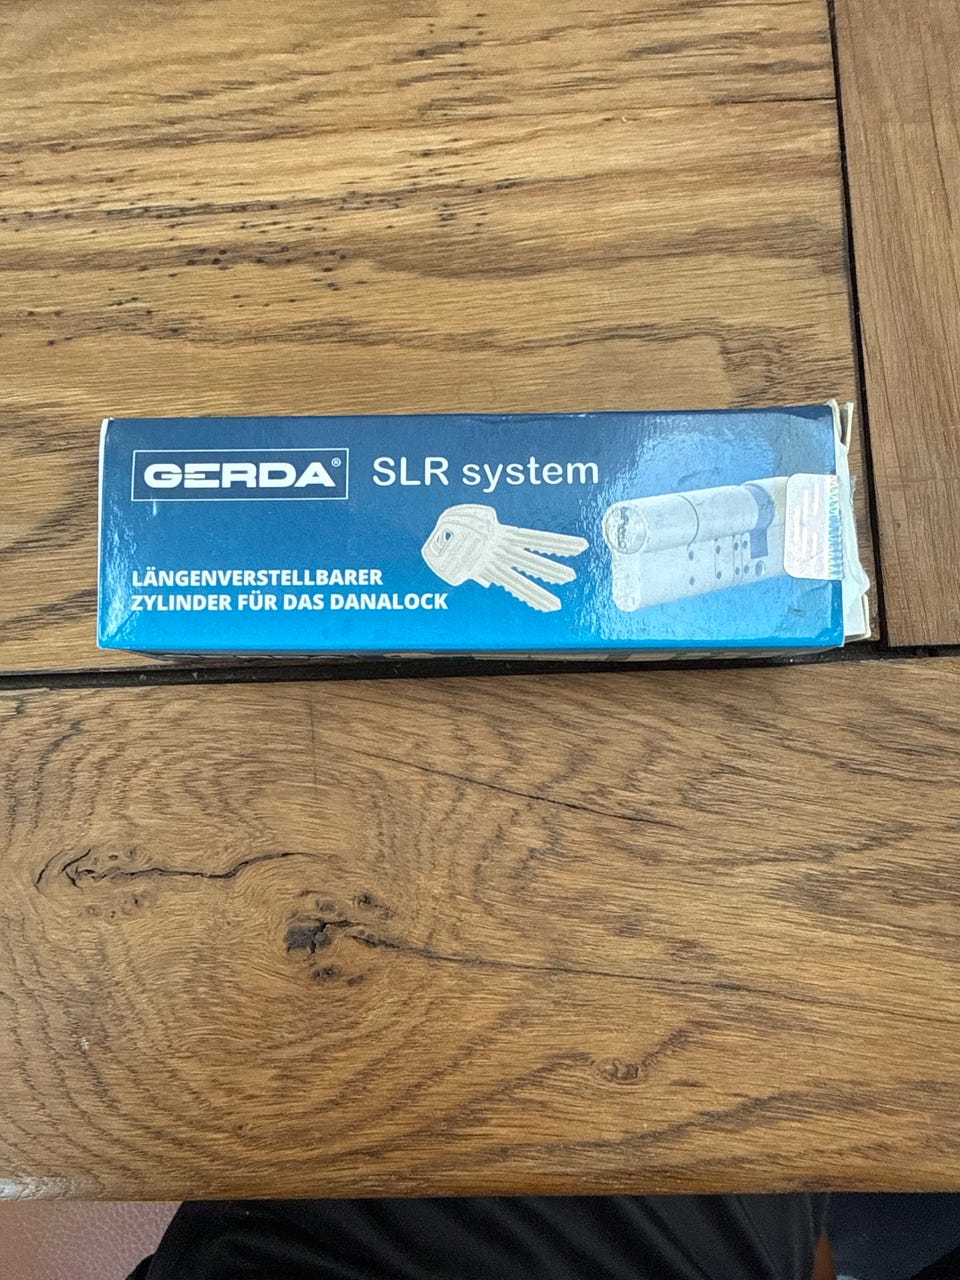 GERDA® SLR system
LÄNGENVERSTELLBARER
ZYLINDER FÜR DAS DANALOCK